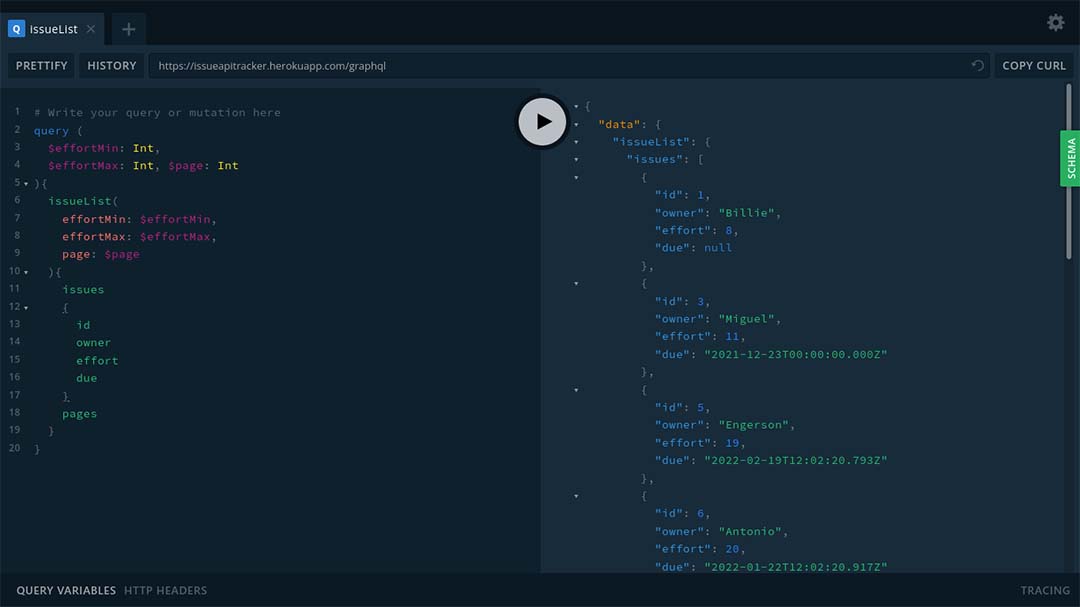 Q issueList
PRETTIFY HISTORY https://issueapitracker.herokuapp.com/graphql COPY CURL
1 # Write your query or mutation here
2 query (
3 $effortMin: Int,
4 $effortMax: Int, $page: Int
5 ){
6 issueList(
7 effortMin: $effortMin,
8 effortMax: $effortMax,
9 page: $page
10 ){
11 issues
12 {
13 id
14 owner
15 effort
16 due
17 }
18 pages
19 }
20 }
{
"data": {
"issueList": {
"issues": [
{
"id": 1,
"owner": "Billie",
"effort": 8,
"due": null
},
{
"id": 3,
"owner": "Miguel",
"effort": 11,
"due": "2021-12-23T00:00:00.000Z"
},
{
"id": 5,
"owner": "Engerson",
"effort": 19,
"due": "2022-02-19T12:02:20.793Z"
},
{
"id": 6,
"owner": "Antonio",
"effort": 20,
"due": "2022-01-22T12:02:20.917Z"
SCHEMA
QUERY VARIABLES HTTP HEADERS TRACING